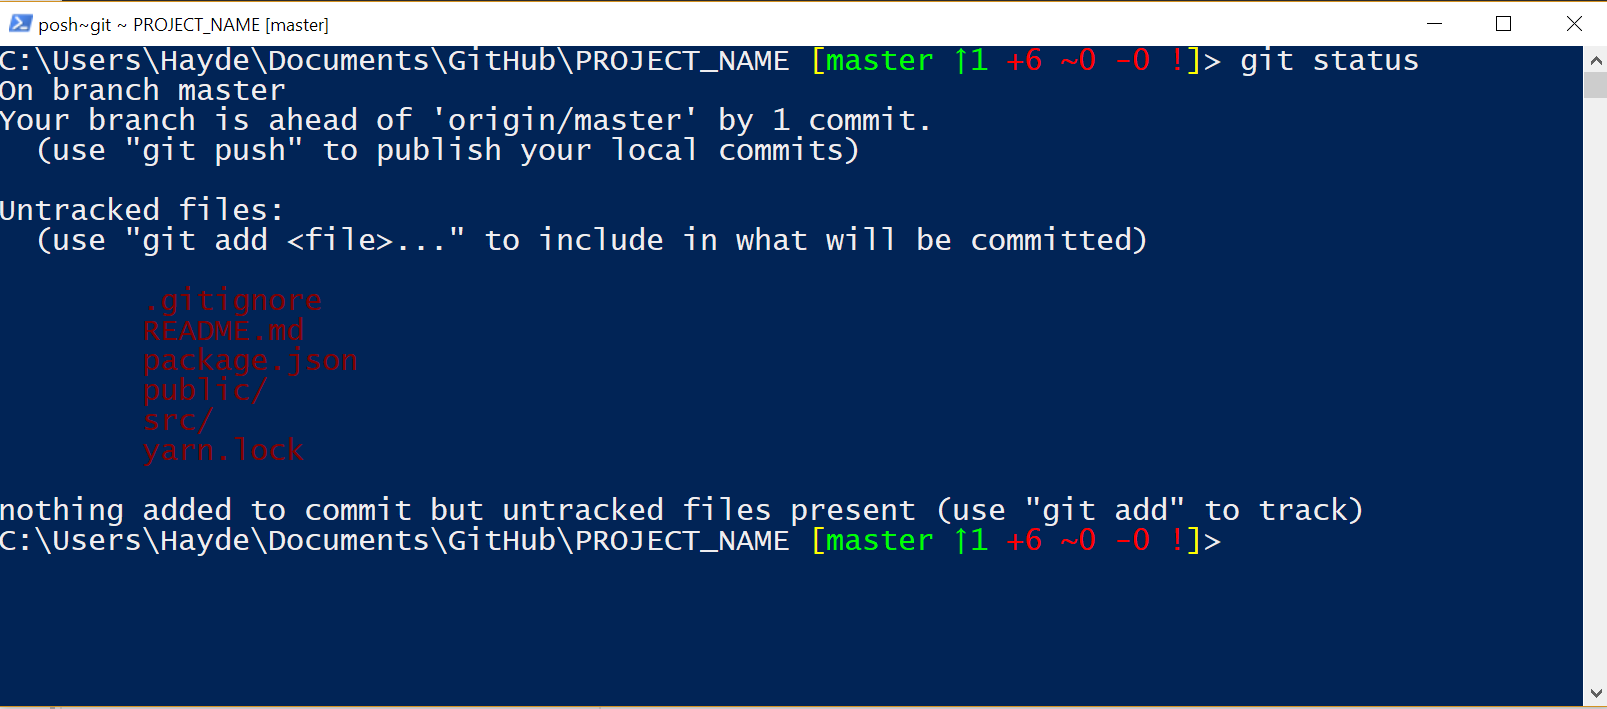 posh~git ~ PROJECT_NAME [master]
C:\Users\Hayde\Documents\GitHub\PROJECT_NAME [master ↑1 +6 ~0 -0 !]> git status
On branch master
Your branch is ahead of 'origin/master' by 1 commit.
  (use "git push" to publish your local commits)
Untracked files:
  (use "git add <file>..." to include in what will be committed)
        .gitignore
        README.md
        package.json
        public/
        src/
        yarn.lock
nothing added to commit but untracked files present (use "git add" to track)
C:\Users\Hayde\Documents\GitHub\PROJECT_NAME [master ↑1 +6 ~0 -0 !]>